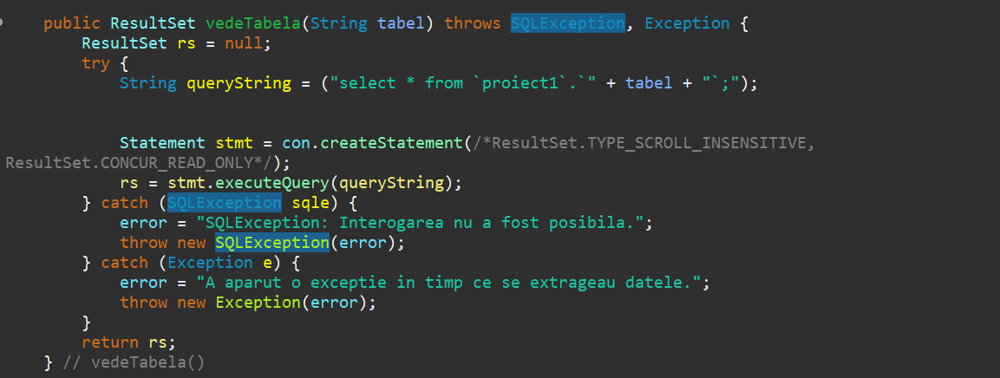 public ResultSet vedeTabela(String tabel) throws SQLException, Exception {
ResultSet rs = null;
try {
String queryString = ("select * from `proiect1`.`" + tabel + "`;");
Statement stmt = con.createStatement(/*ResultSet.TYPE_SCROLL_INSENSITIVE,
ResultSet.CONCUR_READ_ONLY*/);
rs = stmt.executeQuery(queryString);
} catch (SQLException sqle) {
error = "SQLException: Interogarea nu a fost posibila.";
throw new SQLException(error);
} catch (Exception e) {
error = "A aparut o exceptie in timp ce se extrageau datele.";
throw new Exception(error);
}
return rs;
} // vedeTabela()